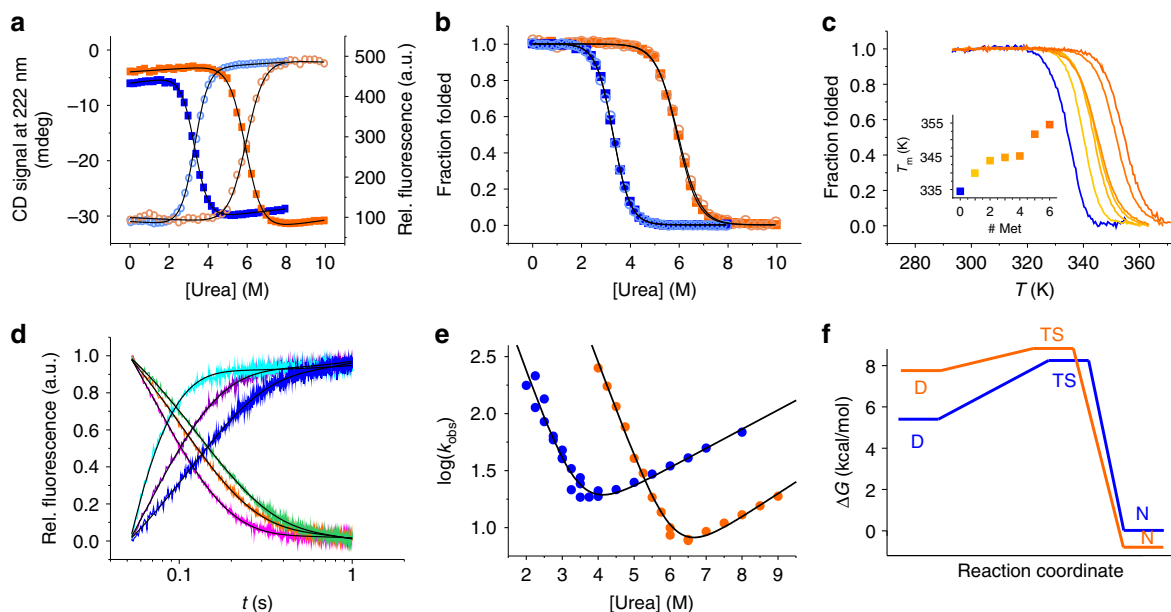 a
CD signal at 222 nm
(mdeg)
0
−10
−20
−30
500
400
300
200
100
Rel. fluorescence (a.u.)
0 2 4 6 8 10
[Urea] (M)
b
Fraction folded
1.0
0.8
0.6
0.4
0.2
0.0
0 2 4 6 8 10
[Urea] (M)
c
Fraction folded
1.0
0.8
0.6
0.4
0.2
0.0
Tm (K)
355
345
335
0 2 4 6
# Met
280 300 320 340 360
T (K)
d
Rel. fluorescence (a.u.)
1.0
0.8
0.6
0.4
0.2
0.0
0.1 1
t (s)
e
log(kobs)
2.5
2.0
1.5
1.0
2 3 4 5 6 7 8 9
[Urea] (M)
f
ΔG (kcal/mol)
8
4
0
TS
D
TS
D
N
N
Reaction coordinate